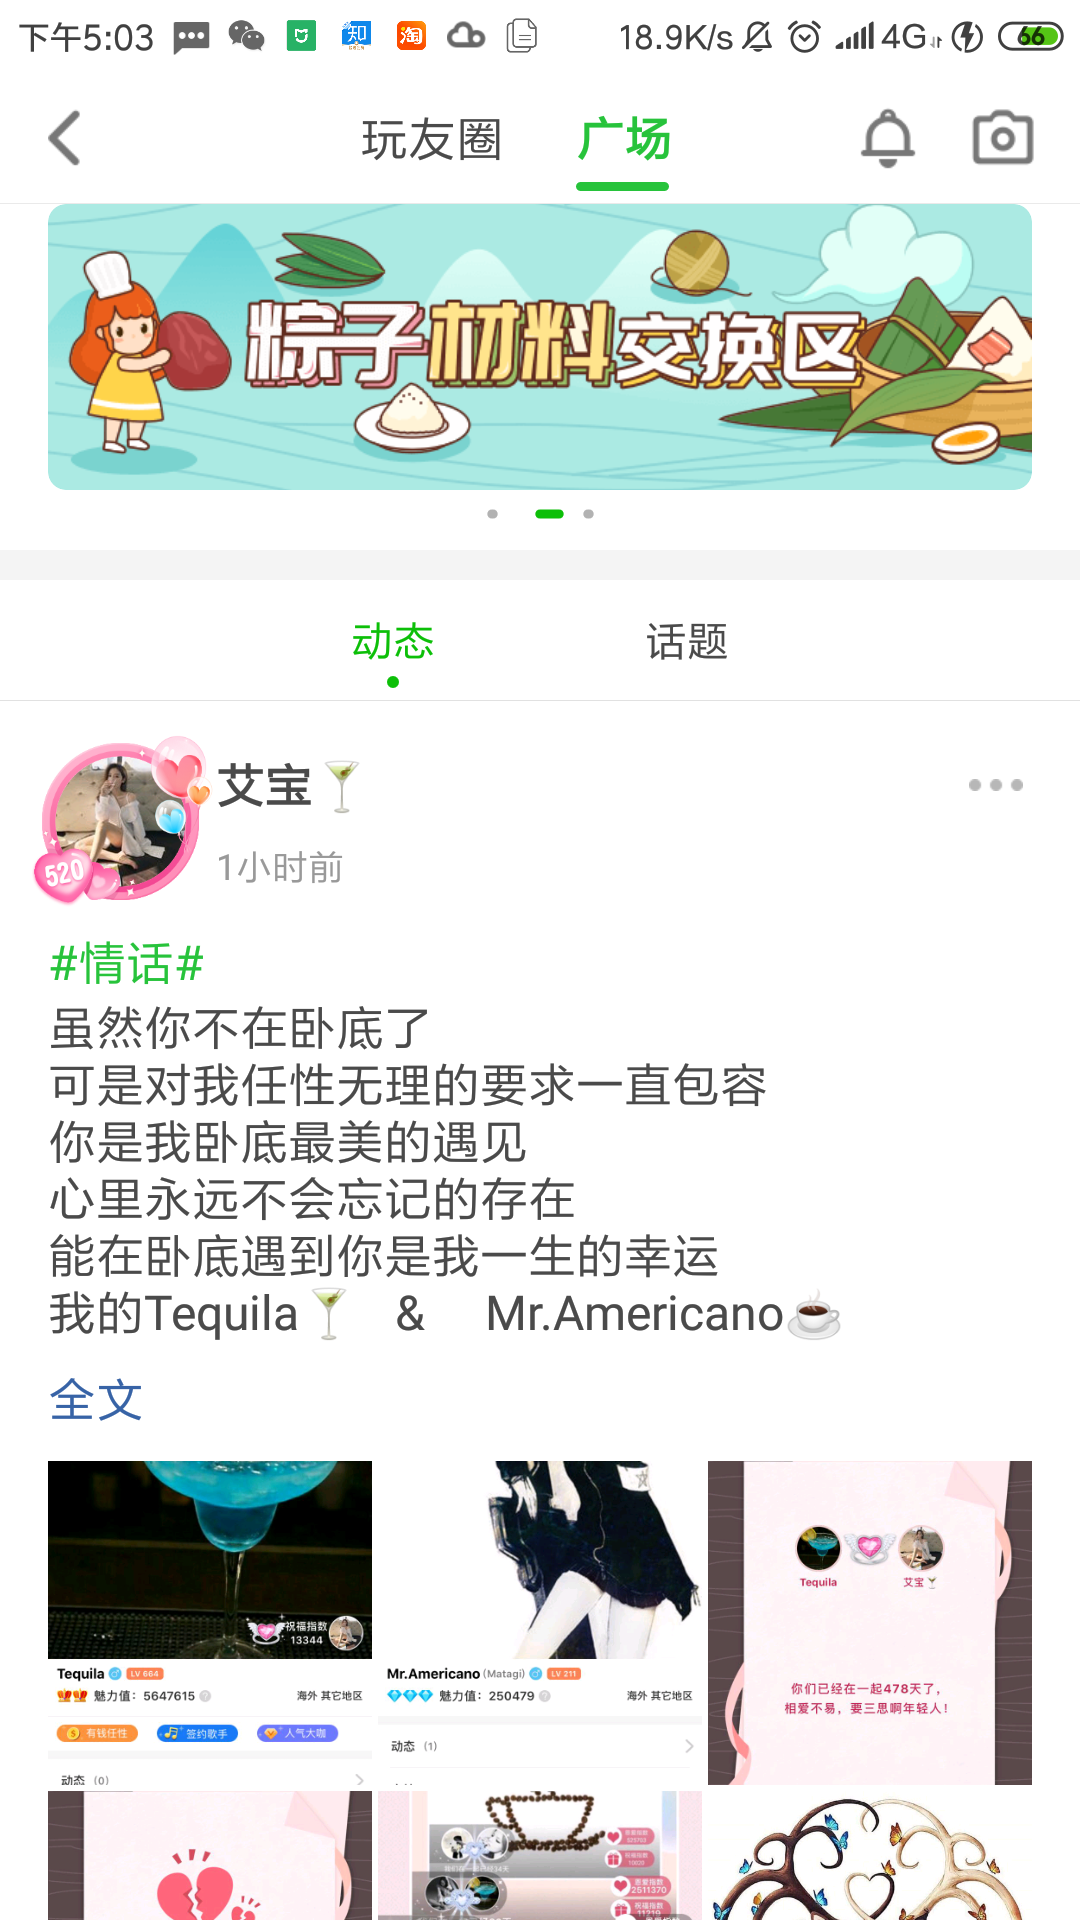 下午5:03
知
淘
18.9K/s
4G
66
玩友圈
广场
粽子材料交换区
动态
话题
艾宝
1小时前
520
#情话#
虽然你不在卧底了
可是对我任性无理的要求一直包容
你是我卧底最美的遇见
心里永远不会忘记的存在
能在卧底遇到你是我一生的幸运
我的Tequila & Mr.Americano
全文
祝福指数
13344
Tequila LV 664
魅力值：5647615
海外 其它地区
有钱任性
签约歌手
人气大咖
动态 (0)
Mr.Americano(Matagi) LV 211
魅力值：250479
海外 其它地区
动态 (1)
Tequila
艾宝
你们已经在一起478天了，
相爱不易，要三思啊年轻人！
2511370
11219